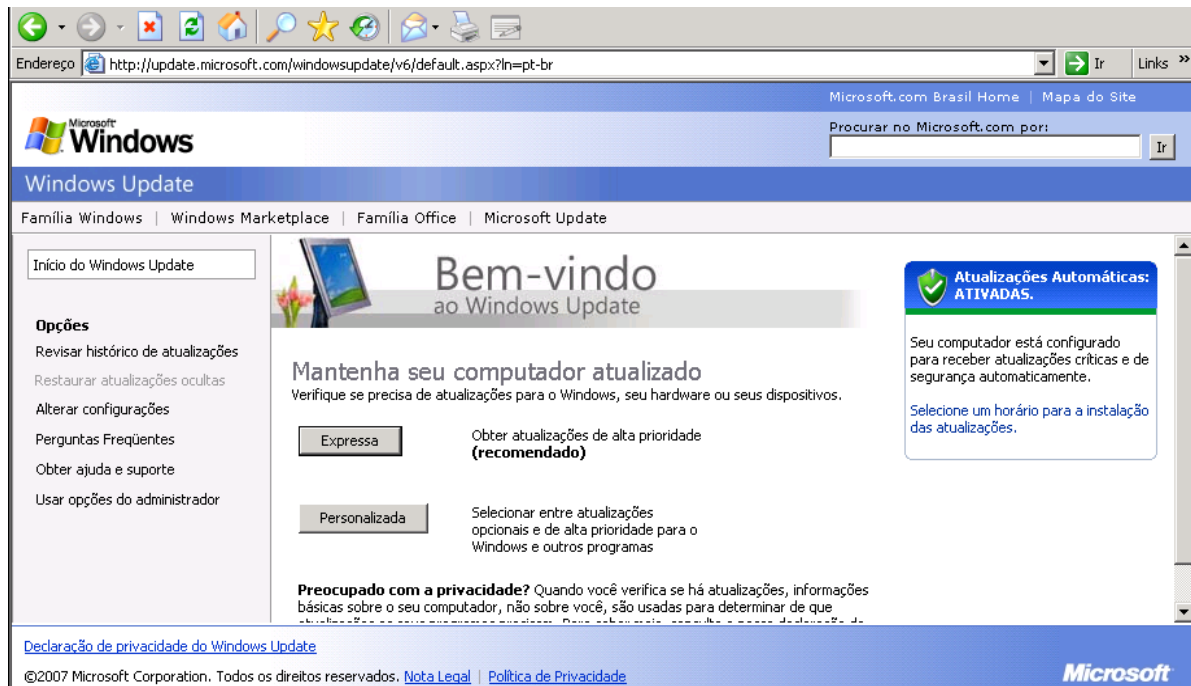 Endereço http://update.microsoft.com/windowsupdate/v6/default.aspx?ln=pt-br Ir Links »
Microsoft.com Brasil Home | Mapa do Site
Microsoft
Windows
Procurar no Microsoft.com por:
Ir
Windows Update
Família Windows | Windows Marketplace | Família Office | Microsoft Update
Início do Windows Update
Opções
Revisar histórico de atualizações
Restaurar atualizações ocultas
Alterar configurações
Perguntas Freqüentes
Obter ajuda e suporte
Usar opções do administrador
Bem-vindo
ao Windows Update
Mantenha seu computador atualizado
Verifique se precisa de atualizações para o Windows, seu hardware ou seus dispositivos.
Expressa
Obter atualizações de alta prioridade
(recomendado)
Personalizada
Selecionar entre atualizações
opcionais e de alta prioridade para o
Windows e outros programas
Preocupado com a privacidade? Quando você verifica se há atualizações, informações
básicas sobre o seu computador, não sobre você, são usadas para determinar de que
Atualizações Automáticas:
ATIVADAS.
Seu computador está configurado
para receber atualizações críticas e de
segurança automaticamente.
Selecione um horário para a instalação
das atualizações.
Declaração de privacidade do Windows Update
©2007 Microsoft Corporation. Todos os direitos reservados. Nota Legal | Política de Privacidade
Microsoft